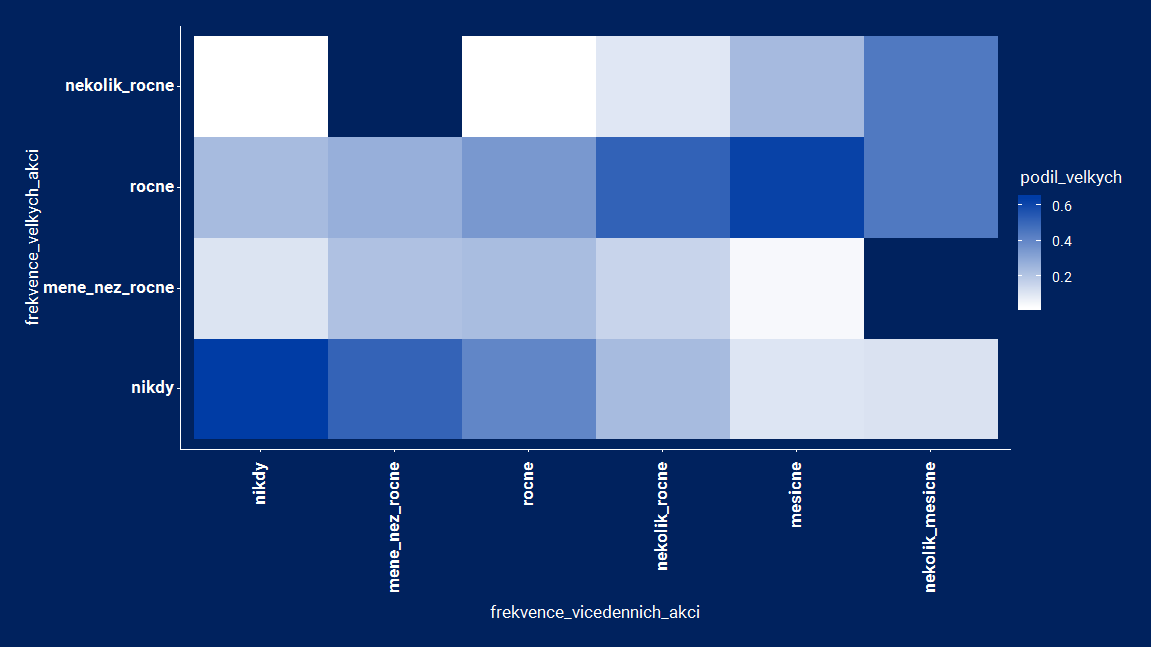 nekolik_rocne
rocne
mene_nez_rocne
nikdy
frekvence_velkych_akci
nikdy
mene_nez_rocne
rocne
nekolik_rocne
mesicne
nekolik_mesicne
frekvence_vicedennich_akci
podil_velkych
0.6
0.4
0.2